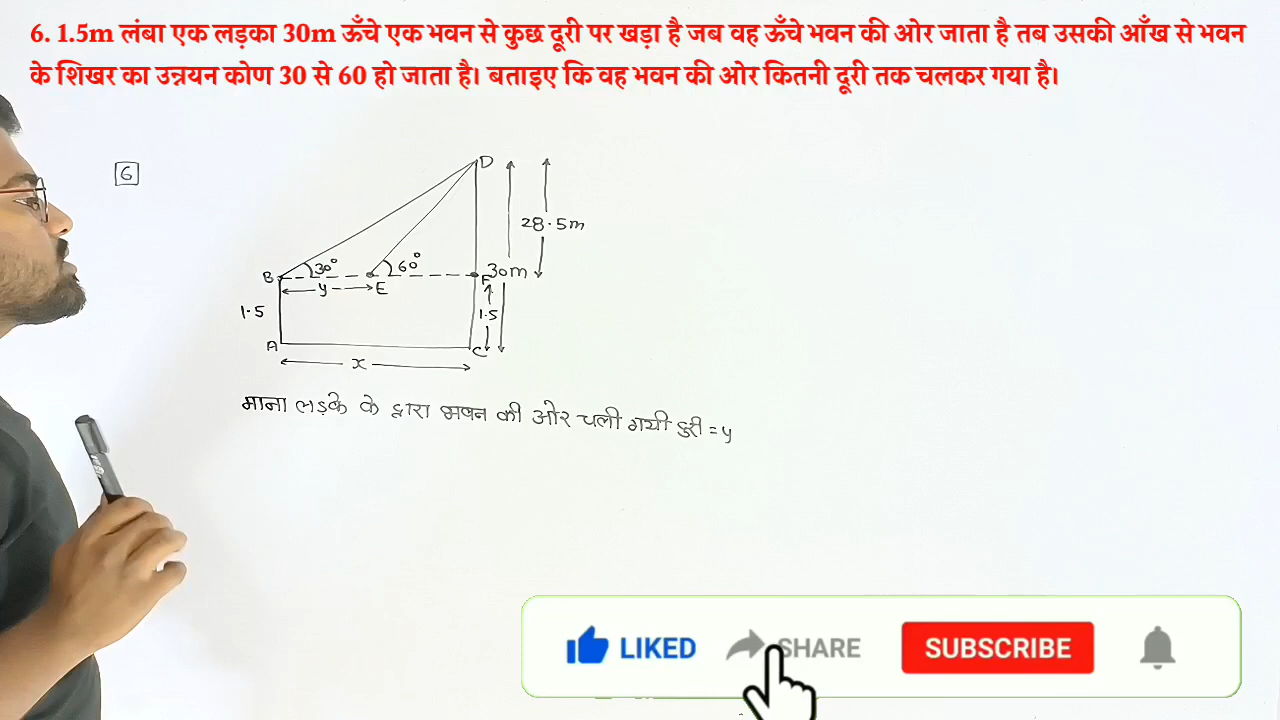 6. 1.5m लंबा एक लड़का 30m ऊँचे एक भवन से कुछ दूरी पर खड़ा है जब वह ऊँचे भवन की ओर जाता है तब उसकी आँख से भवन
के शिखर का उन्नयन कोण 30 से 60 हो जाता है। बताइए कि वह भवन की ओर कितनी दूरी तक चलकर गया है।
6
D
28.5m
B 30° 60° F 30m
y E
1.5 1.5
A C
x
माना लड़के के द्वारा भवन की ओर चली गयी दुरी = y
LIKED SHARE SUBSCRIBE